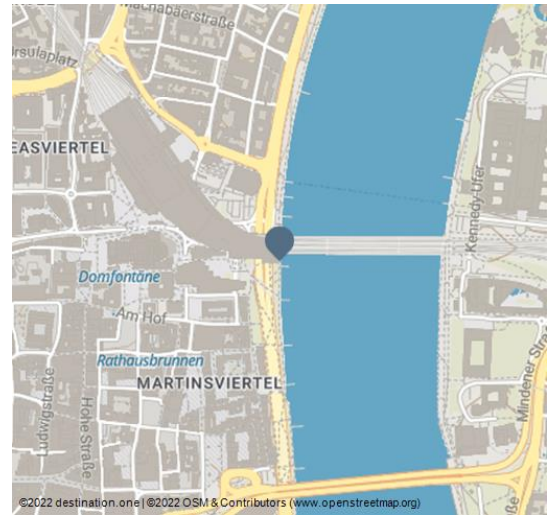 Machabäerstraße
Ursulaplatz
EASVIERTEL
Kennedy-Ufer
Domfontäne
Am Hof
Rathausbrunnen
MARTINSVIERTEL
Ludwigstraße
Hohe Straße
Mindener Stra
©2022 destination.one | ©2022 OSM & Contributors (www.openstreetmap.org)